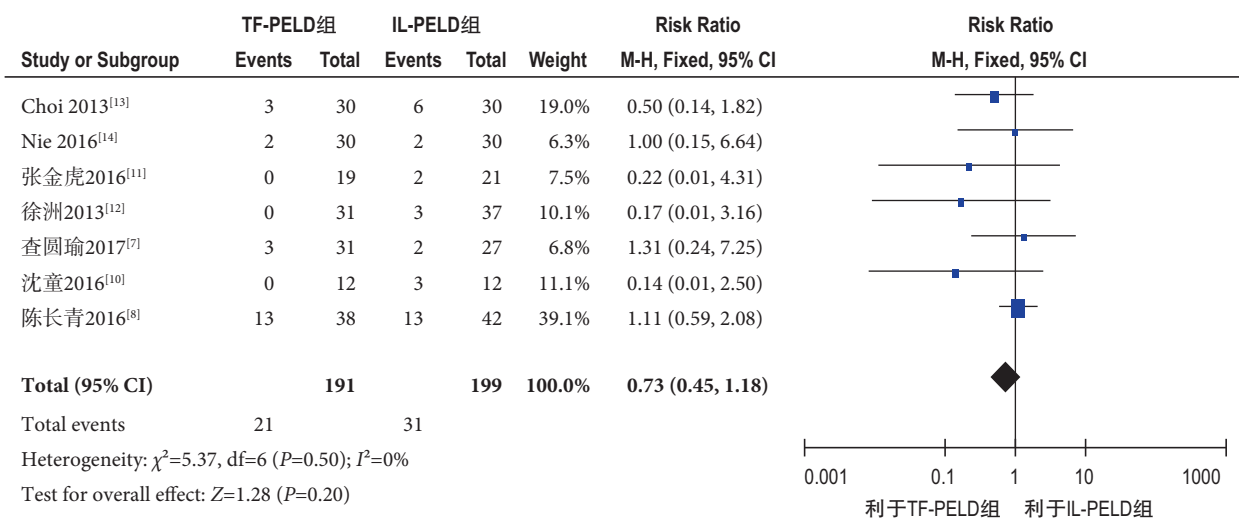 TF-PELD组 IL-PELD组 Risk Ratio Risk Ratio
Study or Subgroup Events Total Events Total Weight M-H, Fixed, 95% CI M-H, Fixed, 95% CI
Choi 2013[13] 3 30 6 30 19.0% 0.50 (0.14, 1.82)
Nie 2016[14] 2 30 2 30 6.3% 1.00 (0.15, 6.64)
张金虎2016[11] 0 19 2 21 7.5% 0.22 (0.01, 4.31)
徐洲2013[12] 0 31 3 37 10.1% 0.17 (0.01, 3.16)
查圆瑜2017[7] 3 31 2 27 6.8% 1.31 (0.24, 7.25)
沈童2016[10] 0 12 3 12 11.1% 0.14 (0.01, 2.50)
陈长青2016[8] 13 38 13 42 39.1% 1.11 (0.59, 2.08)
Total (95% CI) 191 199 100.0% 0.73 (0.45, 1.18)
Total events 21 31
Heterogeneity: χ²=5.37, df=6 (P=0.50); I²=0%
Test for overall effect: Z=1.28 (P=0.20)
0.001 0.1 1 10 1000
利于TF-PELD组 利于IL-PELD组